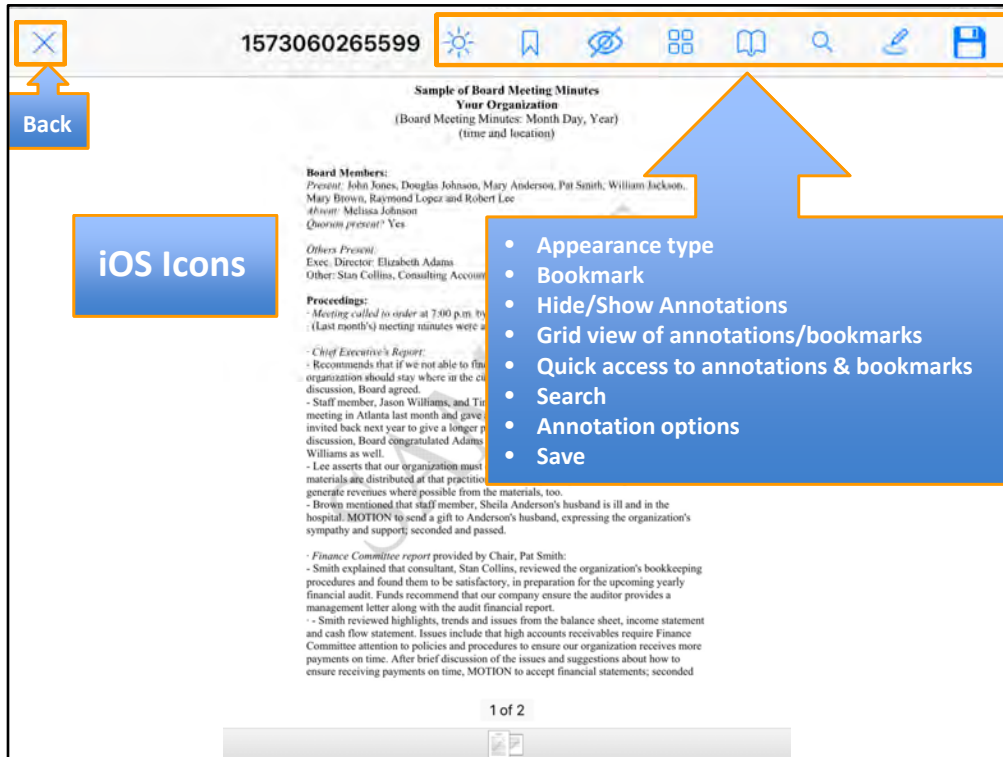 1573060265599
Back
iOS Icons
• Appearance type
• Bookmark
• Hide/Show Annotations
• Grid view of annotations/bookmarks
• Quick access to annotations & bookmarks
• Search
• Annotation options
• Save
Sample of Board Meeting Minutes
Your Organization
(Board Meeting Minutes: Month Day, Year)
(time and location)
Board Members:
Present: John Jones, Douglas Johnson, Mary Anderson, Pat Smith, William Jackson,
Mary Brown, Raymond Lopez and Robert Lee
Absent: Melissa Johnson
Quorum present? Yes
Others Present:
Exec. Director: Elizabeth Adams
Other: Stan Collins, Consulting Accoun
Proceedings:
· Meeting called to order at 7:00 p.m. by
· (Last month's) meeting minutes were a
· Chief Executive's Report:
- Recommends that if we not able to fin
organization should stay where in the cu
discussion, Board agreed.
- Staff member, Jason Williams, and Ti
meeting in Atlanta last month and gave
invited back next year to give a longer p
discussion, Board congratulated Adams
Williams as well.
- Lee asserts that our organization must
materials are distributed at that practitio
generate revenues where possible from the materials, too.
- Brown mentioned that staff member, Sheila Anderson's husband is ill and in the
hospital. MOTION to send a gift to Anderson's husband, expressing the organization's
sympathy and support; seconded and passed.
· Finance Committee report provided by Chair, Pat Smith:
- Smith explained that consultant, Stan Collins, reviewed the organization's bookkeeping
procedures and found them to be satisfactory, in preparation for the upcoming yearly
financial audit. Funds recommend that our company ensure the auditor provides a
management letter along with the audit financial report.
· - Smith reviewed highlights, trends and issues from the balance sheet, income statement
and cash flow statement. Issues include that high accounts receivables require Finance
Committee attention to policies and procedures to ensure our organization receives more
payments on time. After brief discussion of the issues and suggestions about how to
ensure receiving payments on time, MOTION to accept financial statements; seconded
1 of 2